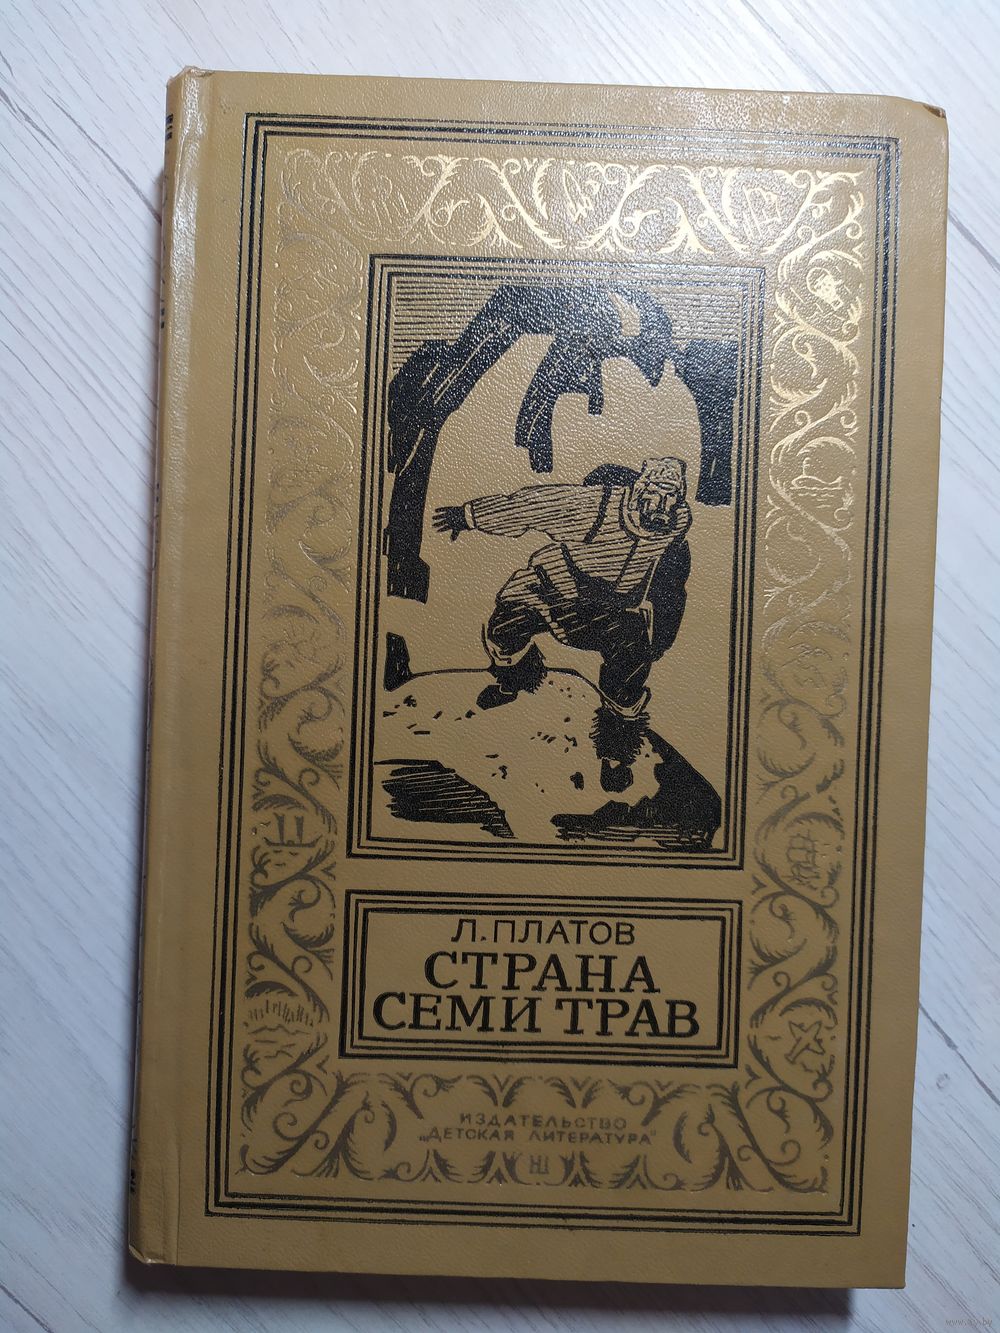 Л. ПЛАТОВ
СТРАНА
СЕМИ ТРАВ
ИЗДАТЕЛЬСТВО
„ДЕТСКАЯ ЛИТЕРАТУРА"